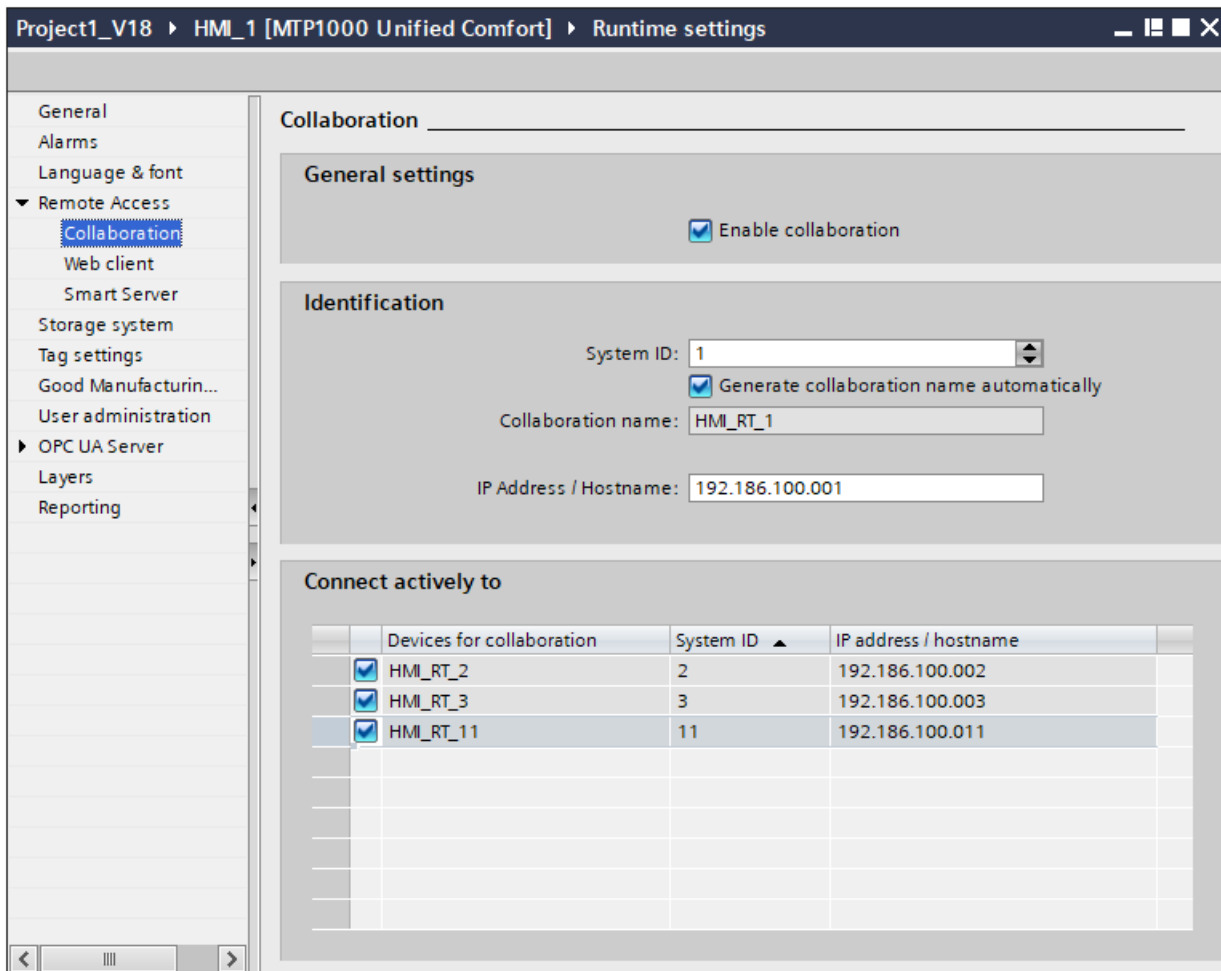 Project1_V18 ▸ HMI_1 [MTP1000 Unified Comfort] ▸ Runtime settings
General
Alarms
Language & font
Remote Access
Collaboration
Web client
Smart Server
Storage system
Tag settings
Good Manufacturin...
User administration
OPC UA Server
Layers
Reporting
Collaboration
General settings
Enable collaboration
Identification
System ID: 1
Generate collaboration name automatically
Collaboration name: HMI_RT_1
IP Address / Hostname: 192.186.100.001
Connect actively to
Devices for collaboration System ID IP address / hostname
HMI_RT_2 2 192.186.100.002
HMI_RT_3 3 192.186.100.003
HMI_RT_11 11 192.186.100.011